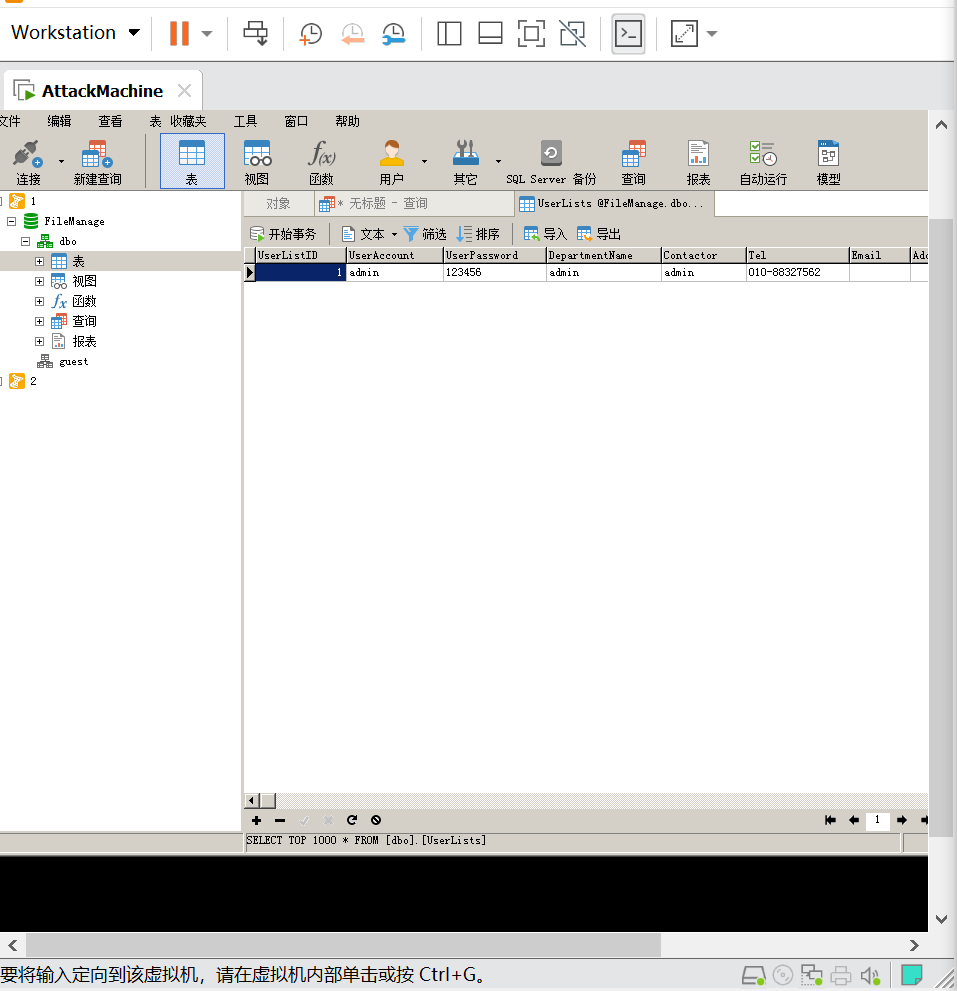 Workstation
AttackMachine
文件 编辑 查看 表 收藏夹 工具 窗口 帮助
连接 新建查询 表 视图 函数 用户 其它 SQL Server 备份 查询 报表 自动运行 模型
1
FileManage
dbo
表
视图
函数
查询
报表
guest
2
对象 * 无标题 - 查询 UserLists @FileManage.dbo...
开始事务 文本 筛选 排序 导入 导出
UserListID UserAccount UserPassword DepartmentName Contactor Tel Email Add
1 admin 123456 admin admin 010-88327562
1
SELECT TOP 1000 * FROM [dbo].[UserLists]
要将输入定向到该虚拟机，请在虚拟机内部单击或按 Ctrl+G。